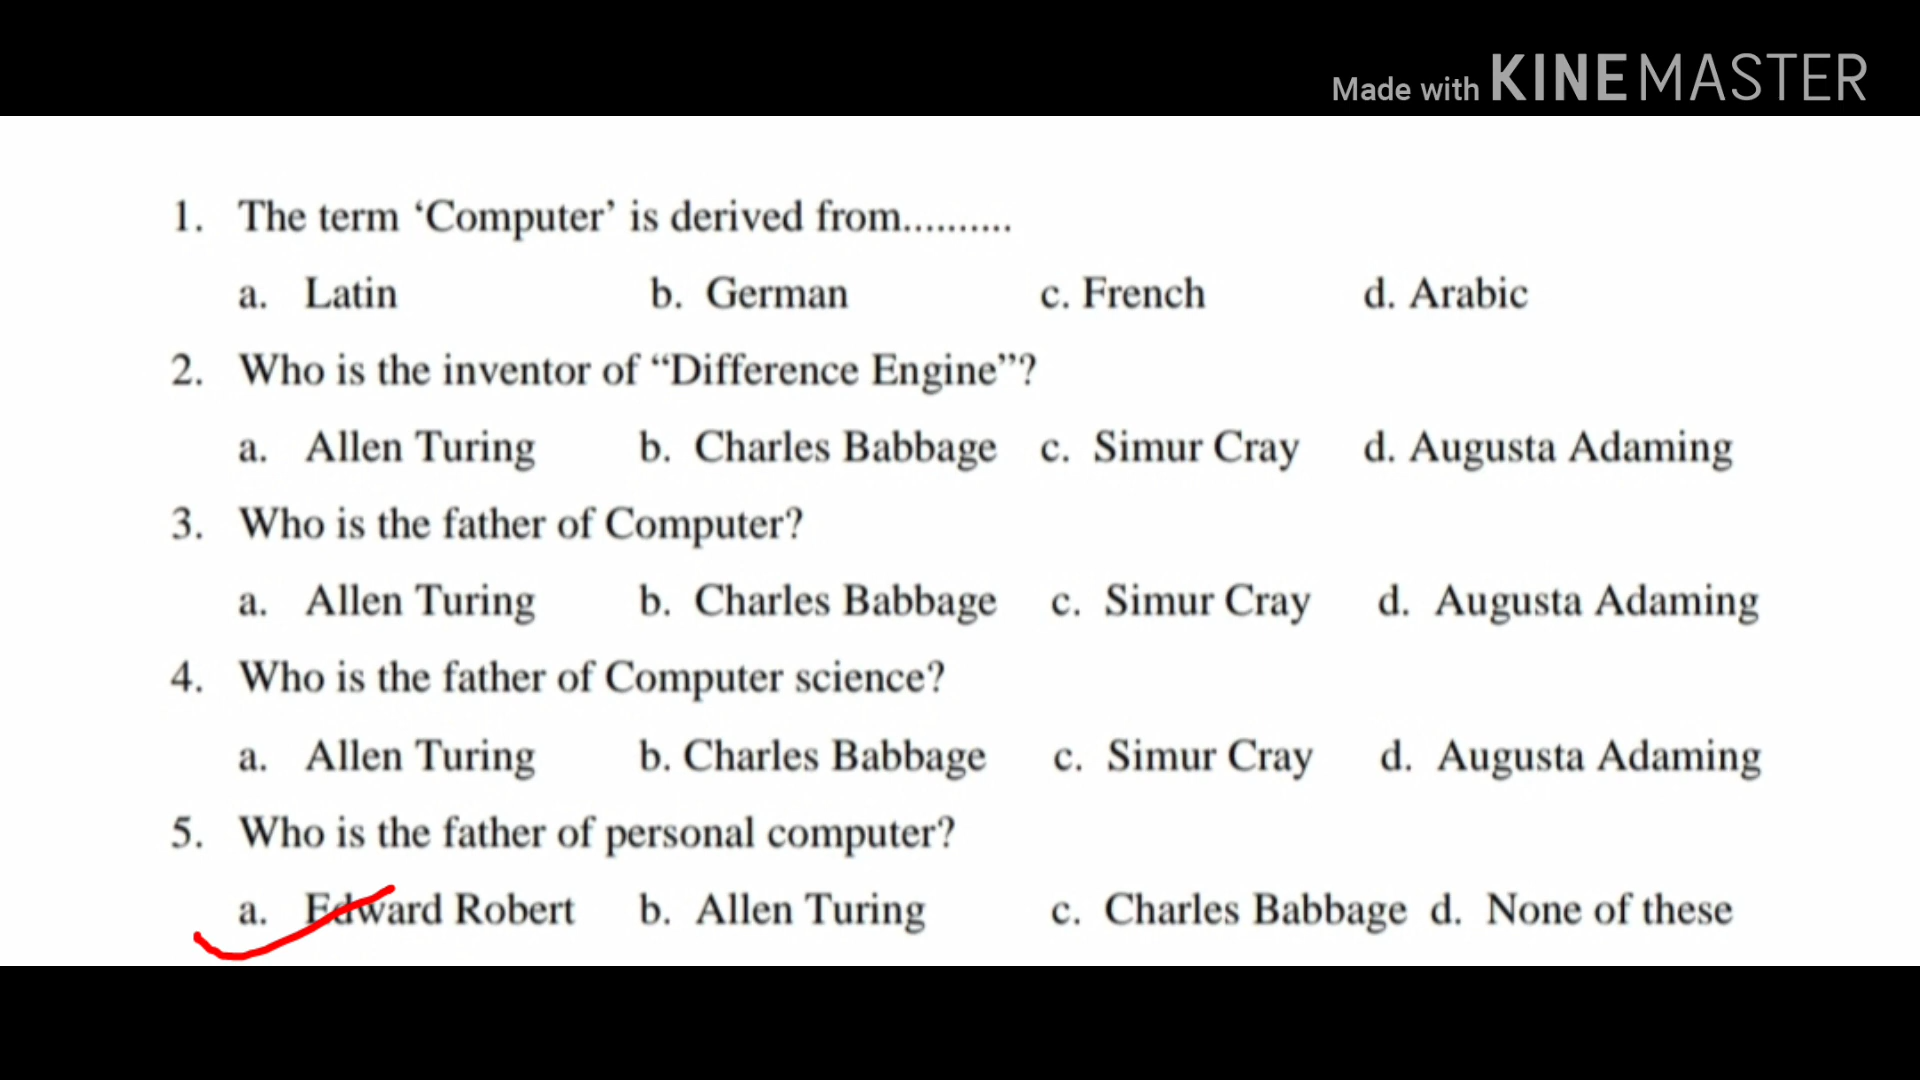 Made with KINEMASTER
1. The term ‘Computer’ is derived from..........
a. Latin b. German c. French d. Arabic
2. Who is the inventor of “Difference Engine”?
a. Allen Turing b. Charles Babbage c. Simur Cray d. Augusta Adaming
3. Who is the father of Computer?
a. Allen Turing b. Charles Babbage c. Simur Cray d. Augusta Adaming
4. Who is the father of Computer science?
a. Allen Turing b. Charles Babbage c. Simur Cray d. Augusta Adaming
5. Who is the father of personal computer?
a. Edward Robert b. Allen Turing c. Charles Babbage d. None of these